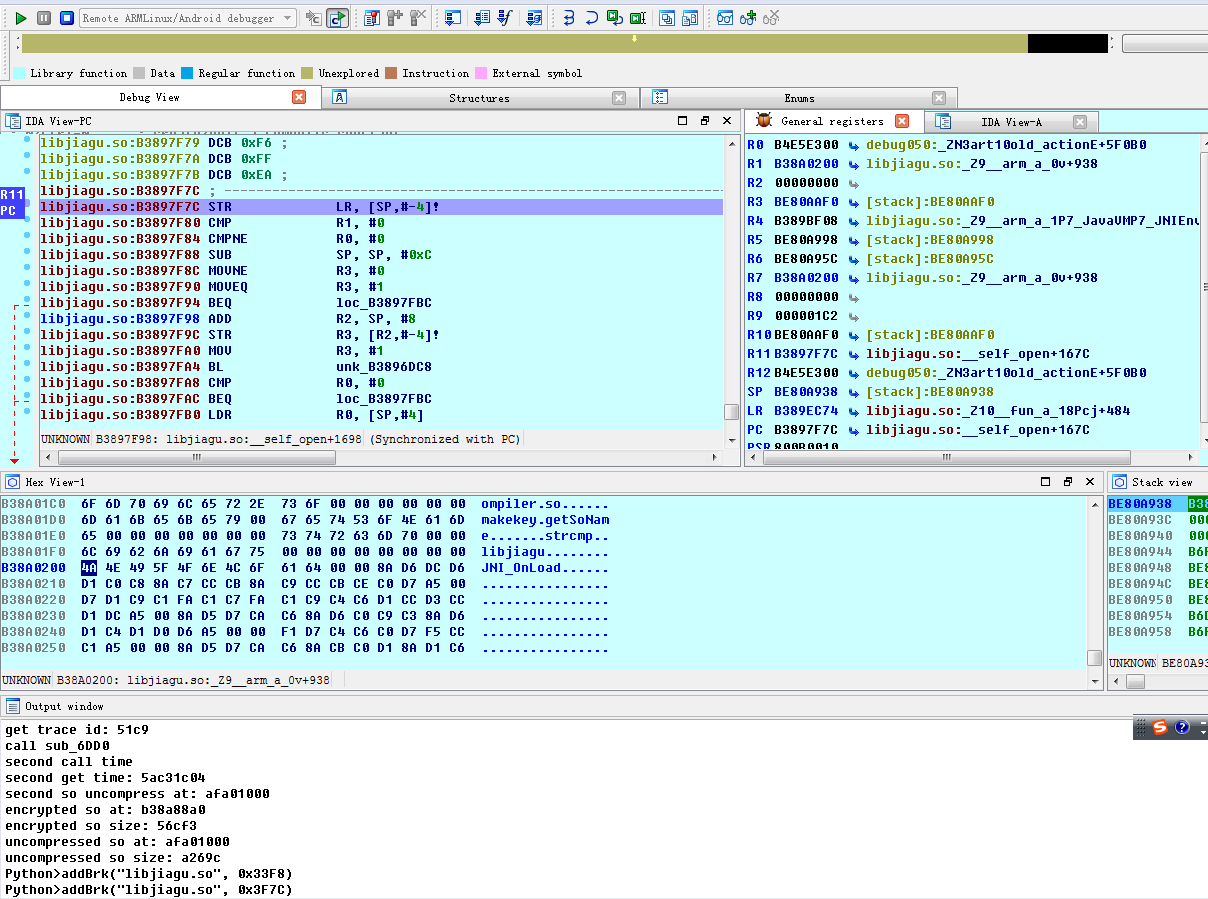 Remote ARMLinux/Android debugger
Library function Data Regular function Unexplored Instruction External symbol
Debug View Structures Enums
IDA View-PC
libjiagu.so:B3897F79 DCB 0xF6 ;
libjiagu.so:B3897F7A DCB 0xFF
libjiagu.so:B3897F7B DCB 0xEA ;
libjiagu.so:B3897F7C ; ---------------------------------------------------------------
R11
PC
libjiagu.so:B3897F7C STR LR, [SP,#-4]!
libjiagu.so:B3897F80 CMP R1, #0
libjiagu.so:B3897F84 CMPNE R0, #0
libjiagu.so:B3897F88 SUB SP, SP, #0xC
libjiagu.so:B3897F8C MOVNE R3, #0
libjiagu.so:B3897F90 MOVEQ R3, #1
libjiagu.so:B3897F94 BEQ loc_B3897FBC
libjiagu.so:B3897F98 ADD R2, SP, #8
libjiagu.so:B3897F9C STR R3, [R2,#-4]!
libjiagu.so:B3897FA0 MOV R3, #1
libjiagu.so:B3897FA4 BL unk_B3896DC8
libjiagu.so:B3897FA8 CMP R0, #0
libjiagu.so:B3897FAC BEQ loc_B3897FBC
libjiagu.so:B3897FB0 LDR R0, [SP,#4]
UNKNOWN B3897F98: libjiagu.so:__self_open+1698 (Synchronized with PC)
General registers IDA View-A
R0 B4E5E300 debug050:_ZN3art10old_actionE+5F0B0
R1 B38A0200 libjiagu.so:_Z9__arm_a_0v+938
R2 00000000
R3 BE80AAF0 [stack]:BE80AAF0
R4 B389BF08 libjiagu.so:_Z9__arm_a_1P7_JavaVMP7_JNIEnv
R5 BE80A998 [stack]:BE80A998
R6 BE80A95C [stack]:BE80A95C
R7 B38A0200 libjiagu.so:_Z9__arm_a_0v+938
R8 00000000
R9 000001C2
R10 BE80AAF0 [stack]:BE80AAF0
R11 B3897F7C libjiagu.so:__self_open+167C
R12 B4E5E300 debug050:_ZN3art10old_actionE+5F0B0
SP BE80A938 [stack]:BE80A938
LR B389EC74 libjiagu.so:_Z10__fun_a_18Pcj+484
PC B3897F7C libjiagu.so:__self_open+167C
PSR 800B0010
Hex View-1
B38A01C0 6F 6D 70 69 6C 65 72 2E 73 6F 00 00 00 00 00 00 ompiler.so......
B38A01D0 6D 61 6B 65 6B 65 79 00 67 65 74 53 6F 4E 61 6D makekey.getSoNam
B38A01E0 65 00 00 00 00 00 00 00 73 74 72 63 6D 70 00 00 e.......strcmp..
B38A01F0 6C 69 62 6A 69 61 67 75 00 00 00 00 00 00 00 00 libjiagu........
B38A0200 4A 4E 49 5F 4F 6E 4C 6F 61 64 00 00 8A D6 DC D6 JNI_OnLoad......
B38A0210 D1 C0 C8 8A C7 CC CB 8A C9 CC CB CE C0 D7 A5 00 ................
B38A0220 D7 D1 C9 C1 FA C1 C7 FA C1 C9 C4 C6 D1 CC D3 CC ................
B38A0230 D1 DC A5 00 8A D5 D7 CA C6 8A D6 C0 C9 C3 8A D6 ................
B38A0240 D1 C4 D1 D0 D6 A5 00 00 F1 D7 C4 C6 C0 D7 F5 CC ................
B38A0250 C1 A5 00 00 8A D5 D7 CA C6 8A CB C0 D1 8A D1 C6 ................
UNKNOWN B38A0200: libjiagu.so:_Z9__arm_a_0v+938
Stack view
BE80A938 B38
BE80A93C 000
BE80A940 000
BE80A944 B6F
BE80A948 BE8
BE80A94C BE8
BE80A950 BE8
BE80A954 B6D
BE80A958 B6F
UNKNOWN BE80A93
Output window
get trace id: 51c9
call sub_6DD0
second call time
second get time: 5ac31c04
second so uncompress at: afa01000
encrypted so at: b38a88a0
encrypted so size: 56cf3
uncompressed so at: afa01000
uncompressed so size: a269c
Python>addBrk("libjiagu.so", 0x33F8)
Python>addBrk("libjiagu.so", 0x3F7C)